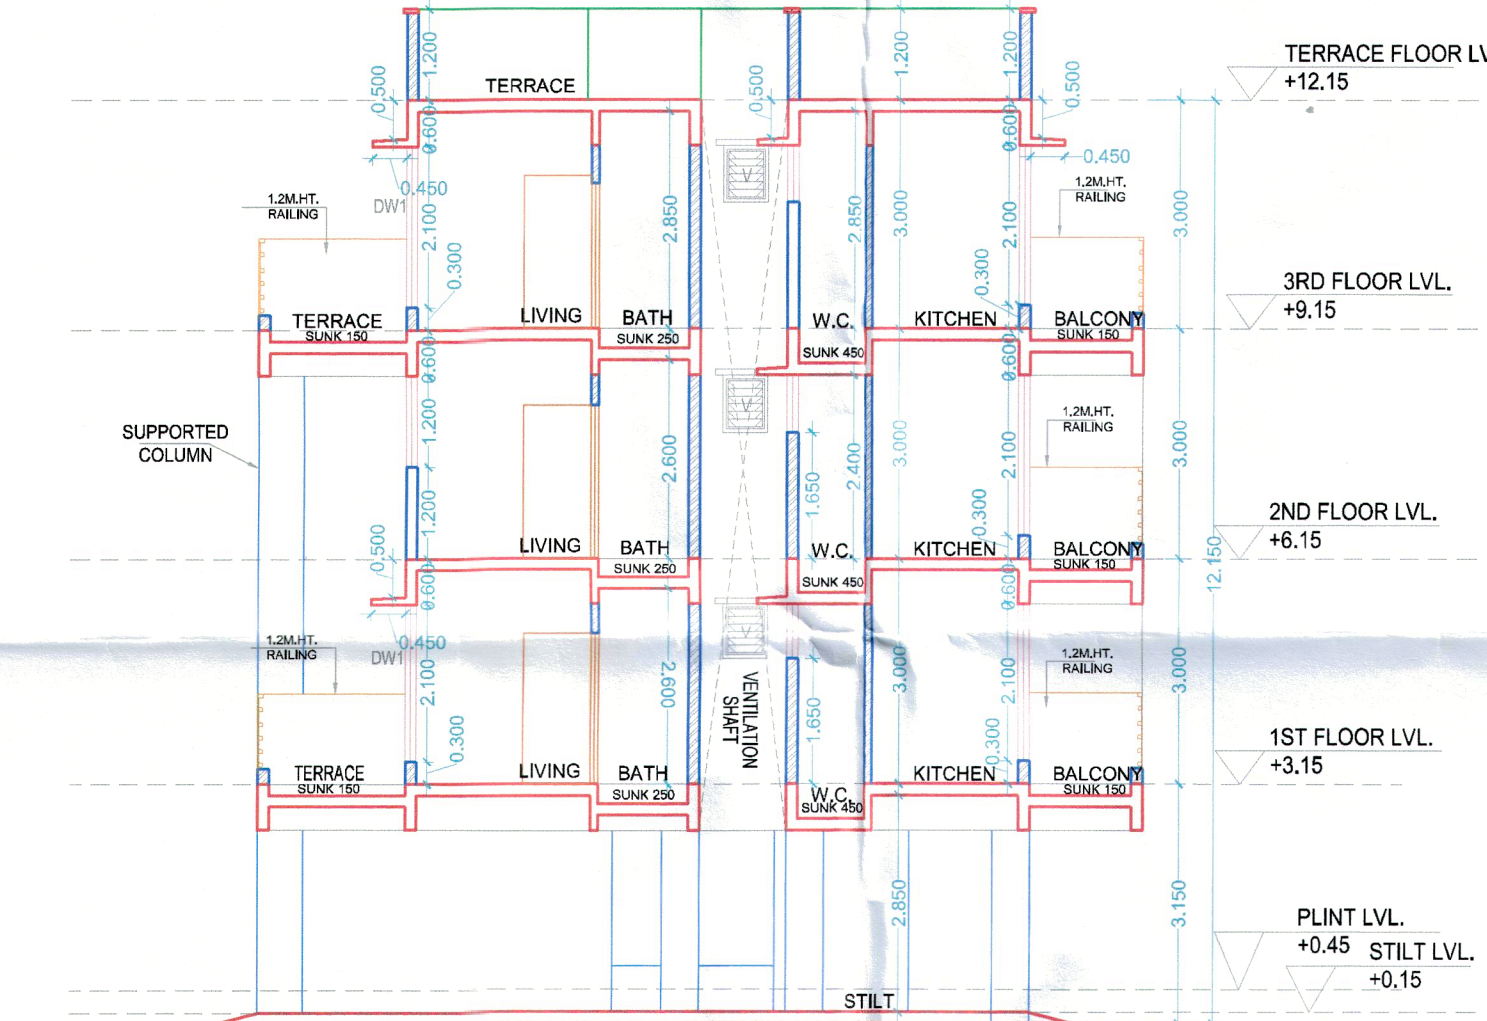 TERRACE FLOOR LV
+12.15
1.200
1.200
1.200
0.500
0.500
0.500
TERRACE
0.600
0.600
0.450
0.450
DW1
V
1.2M.HT.
RAILING
1.2M.HT.
RAILING
2.100
2.850
2.850
3.000
2.100
3.000
0.300
0.300
3RD FLOOR LVL.
+9.15
TERRACE
SUNK 150
LIVING
BATH
SUNK 250
W.C.
SUNK 450
KITCHEN
BALCONY
SUNK 150
0.600
0.600
V
1.200
1.2M.HT.
RAILING
SUPPORTED
COLUMN
2.600
1.650
2.400
3.000
2.100
3.000
1.200
0.300
0.500
2ND FLOOR LVL.
+6.15
LIVING
BATH
SUNK 250
W.C.
SUNK 450
KITCHEN
BALCONY
SUNK 150
12.150
0.600
0.600
0.450
DW1
V
1.2M.HT.
RAILING
1.2M.HT.
RAILING
2.100
2.600
VENTILATION
SHAFT
1.650
3.000
2.100
3.000
0.300
0.300
1ST FLOOR LVL.
+3.15
TERRACE
SUNK 150
LIVING
BATH
SUNK 250
W.C.
SUNK 450
KITCHEN
BALCONY
SUNK 150
2.850
3.150
PLINT LVL.
+0.45
STILT LVL.
+0.15
STILT